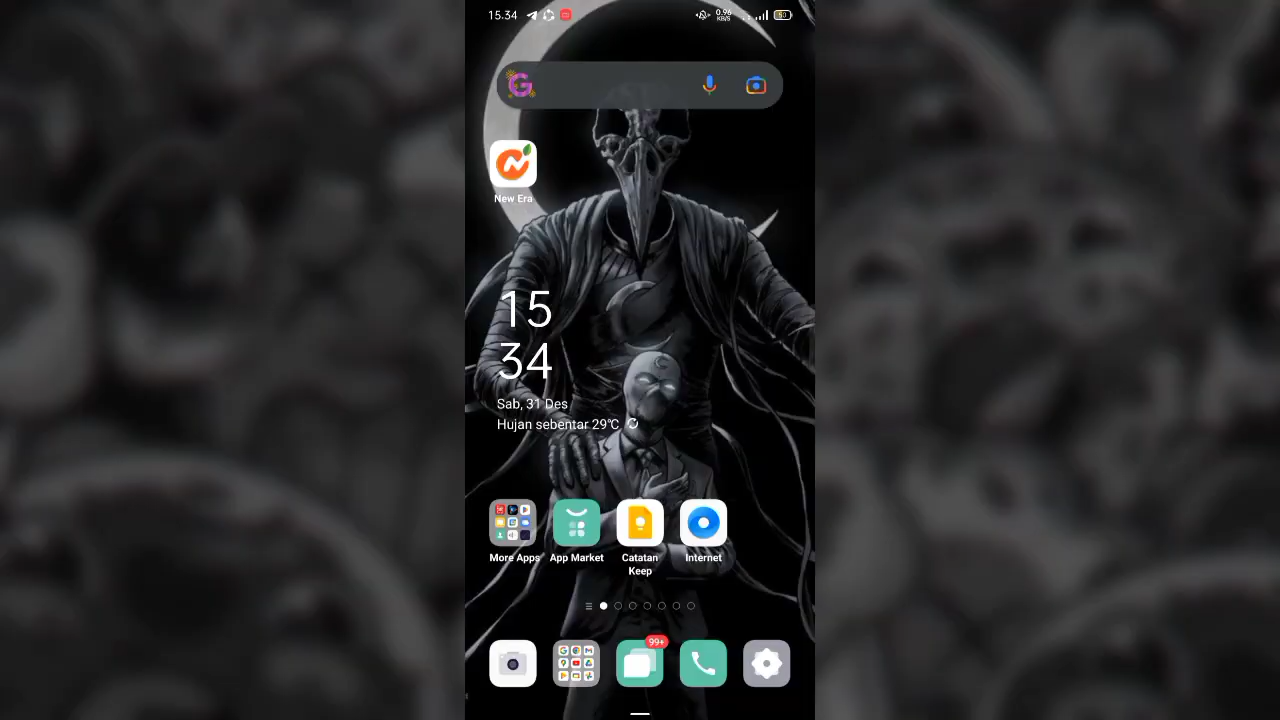 15.34
0.96
KB/S
53
New Era
15
34
Sab, 31 Des
Hujan sebentar 29°C
More Apps
App Market
Catatan
Keep
Internet
99+